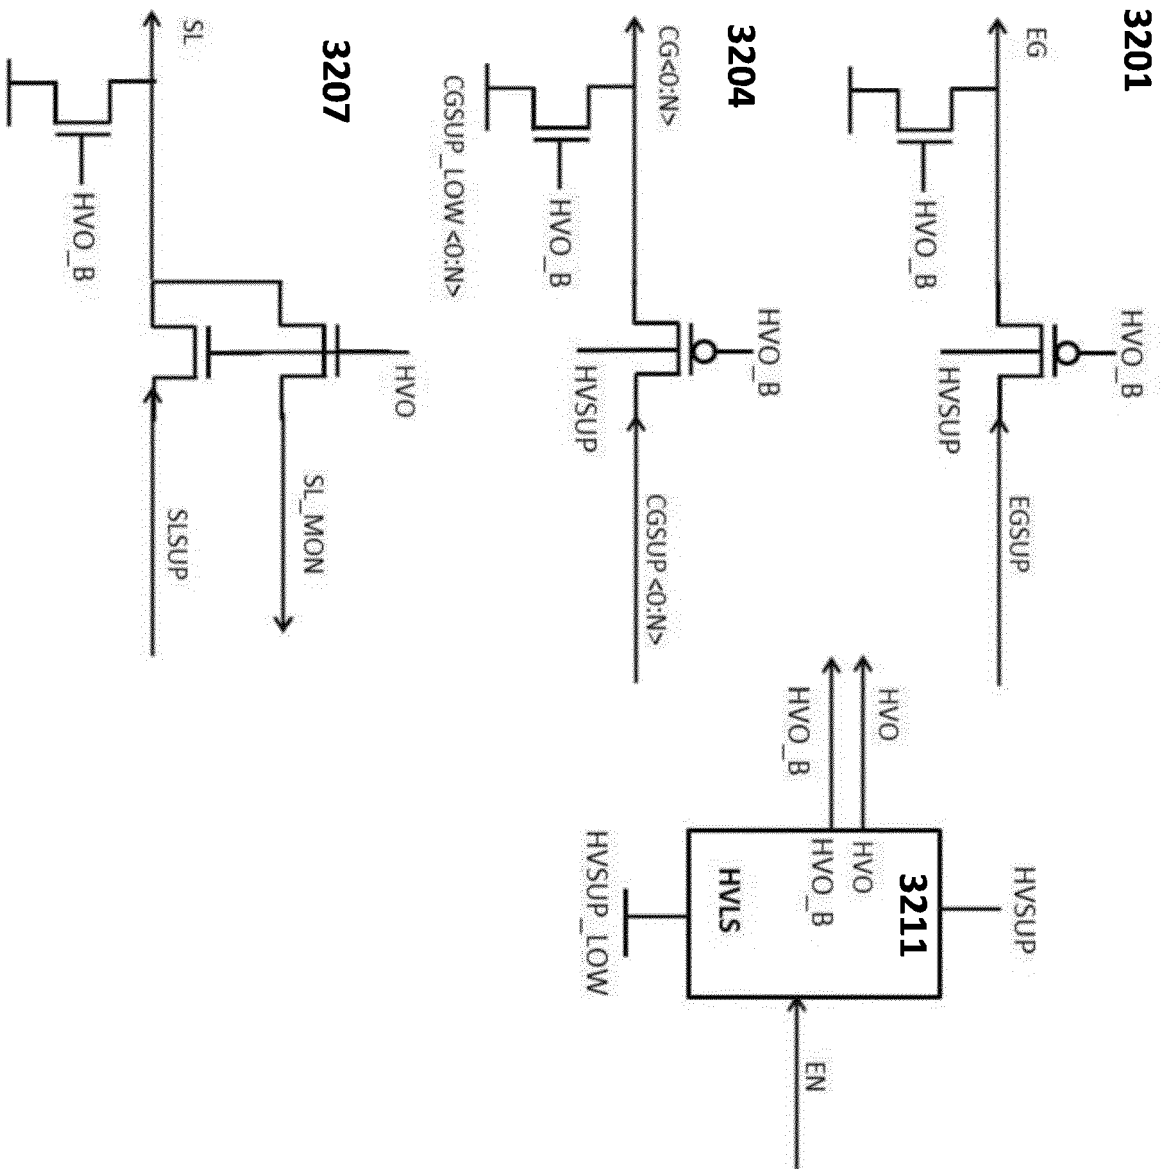 3201
EG
HVO_B
HVSUP
HVO_B
EGSUP
3204
CG<0:N>
HVO_B
CGSUP_LOW <0:N>
HVSUP
HVO_B
CGSUP <0:N>
3207
SL
HVO_B
HVO
SL_MON
SLSUP
HVO
HVO_B
HVSUP
3211
HVO
HVO_B
HVLS
HVSUP_LOW
EN